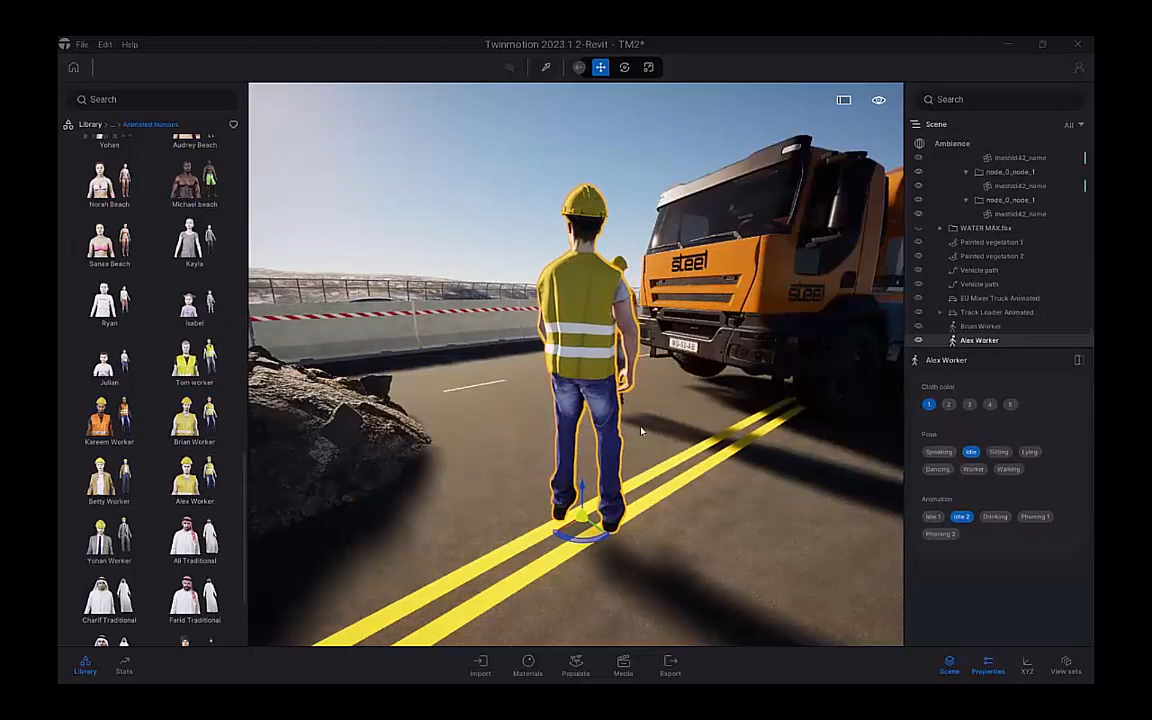 File Edit Help
Twinmotion 2023.1.2-Revit - TM2*
Search
Search
Library > ... > Animated humans
Scene
All
Yohan
Audrey Beach
Ambience
meshid42_name
node_0_node_1
meshid42_name
node_0_node_1
meshid42_name
WATER MAX.fbx
Painted vegetation 1
Painted vegetation 2
Vehicle path
Vehicle path
EU Mixer Truck Animated
Track Loader Animated
Brian Worker
Alex Worker
Norah Beach
Michael beach
Sanaa Beach
Kayla
Ryan
Isabel
Julian
Tom worker
Kareem Worker
Brian Worker
Betty Worker
Alex Worker
Yohan Worker
Ali Traditional
Charif Traditional
Farid Traditional
steel
steel
WG-53-AB
Alex Worker
Cloth color
1 2 3 4 5
Pose
Speaking Idle Sitting Lying
Dancing Worker Walking
Animation
Idle 1 Idle 2 Drinking Phoning 1
Phoning 2
Library
Stats
Import
Materials
Populate
Media
Export
Scene
Properties
XYZ
View sets